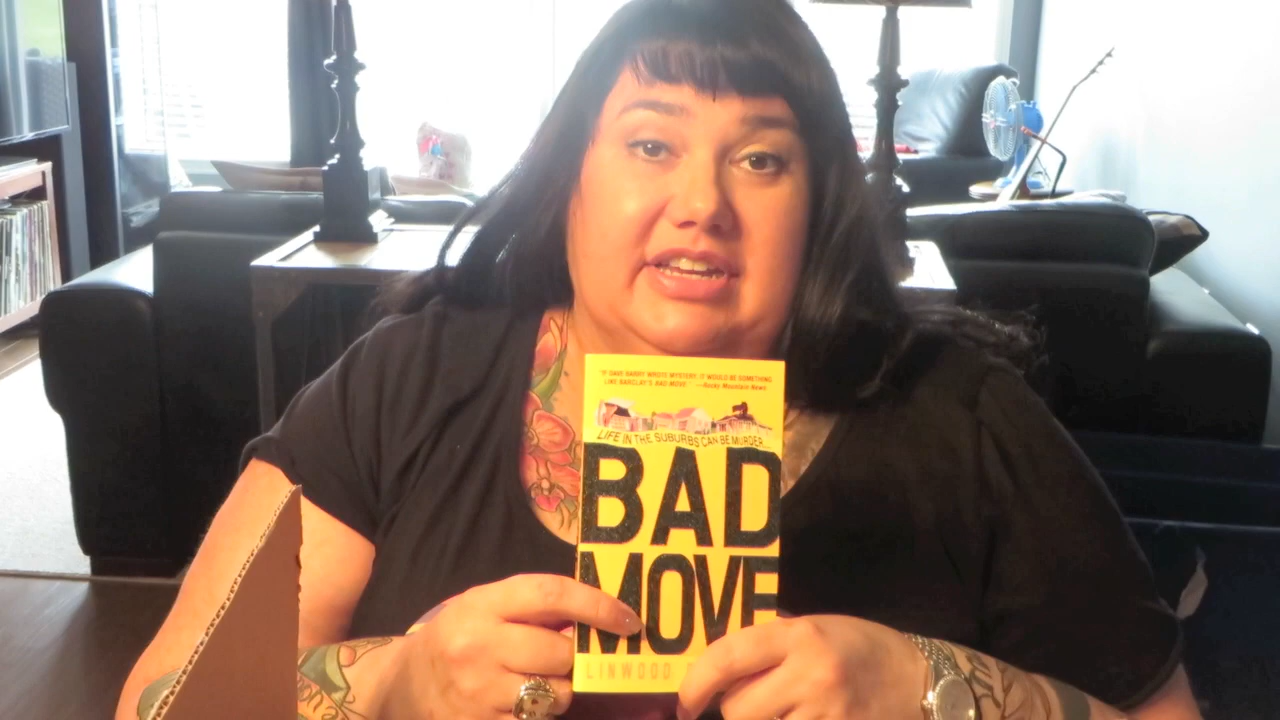 "IF DAVE BARRY WROTE MYSTERY, IT WOULD BE SOMETHING
LIKE BARCLAY'S BAD MOVE." —Rocky Mountain News
LIFE IN THE SUBURBS CAN BE MURDER...
BAD
MOVE
LINWOOD